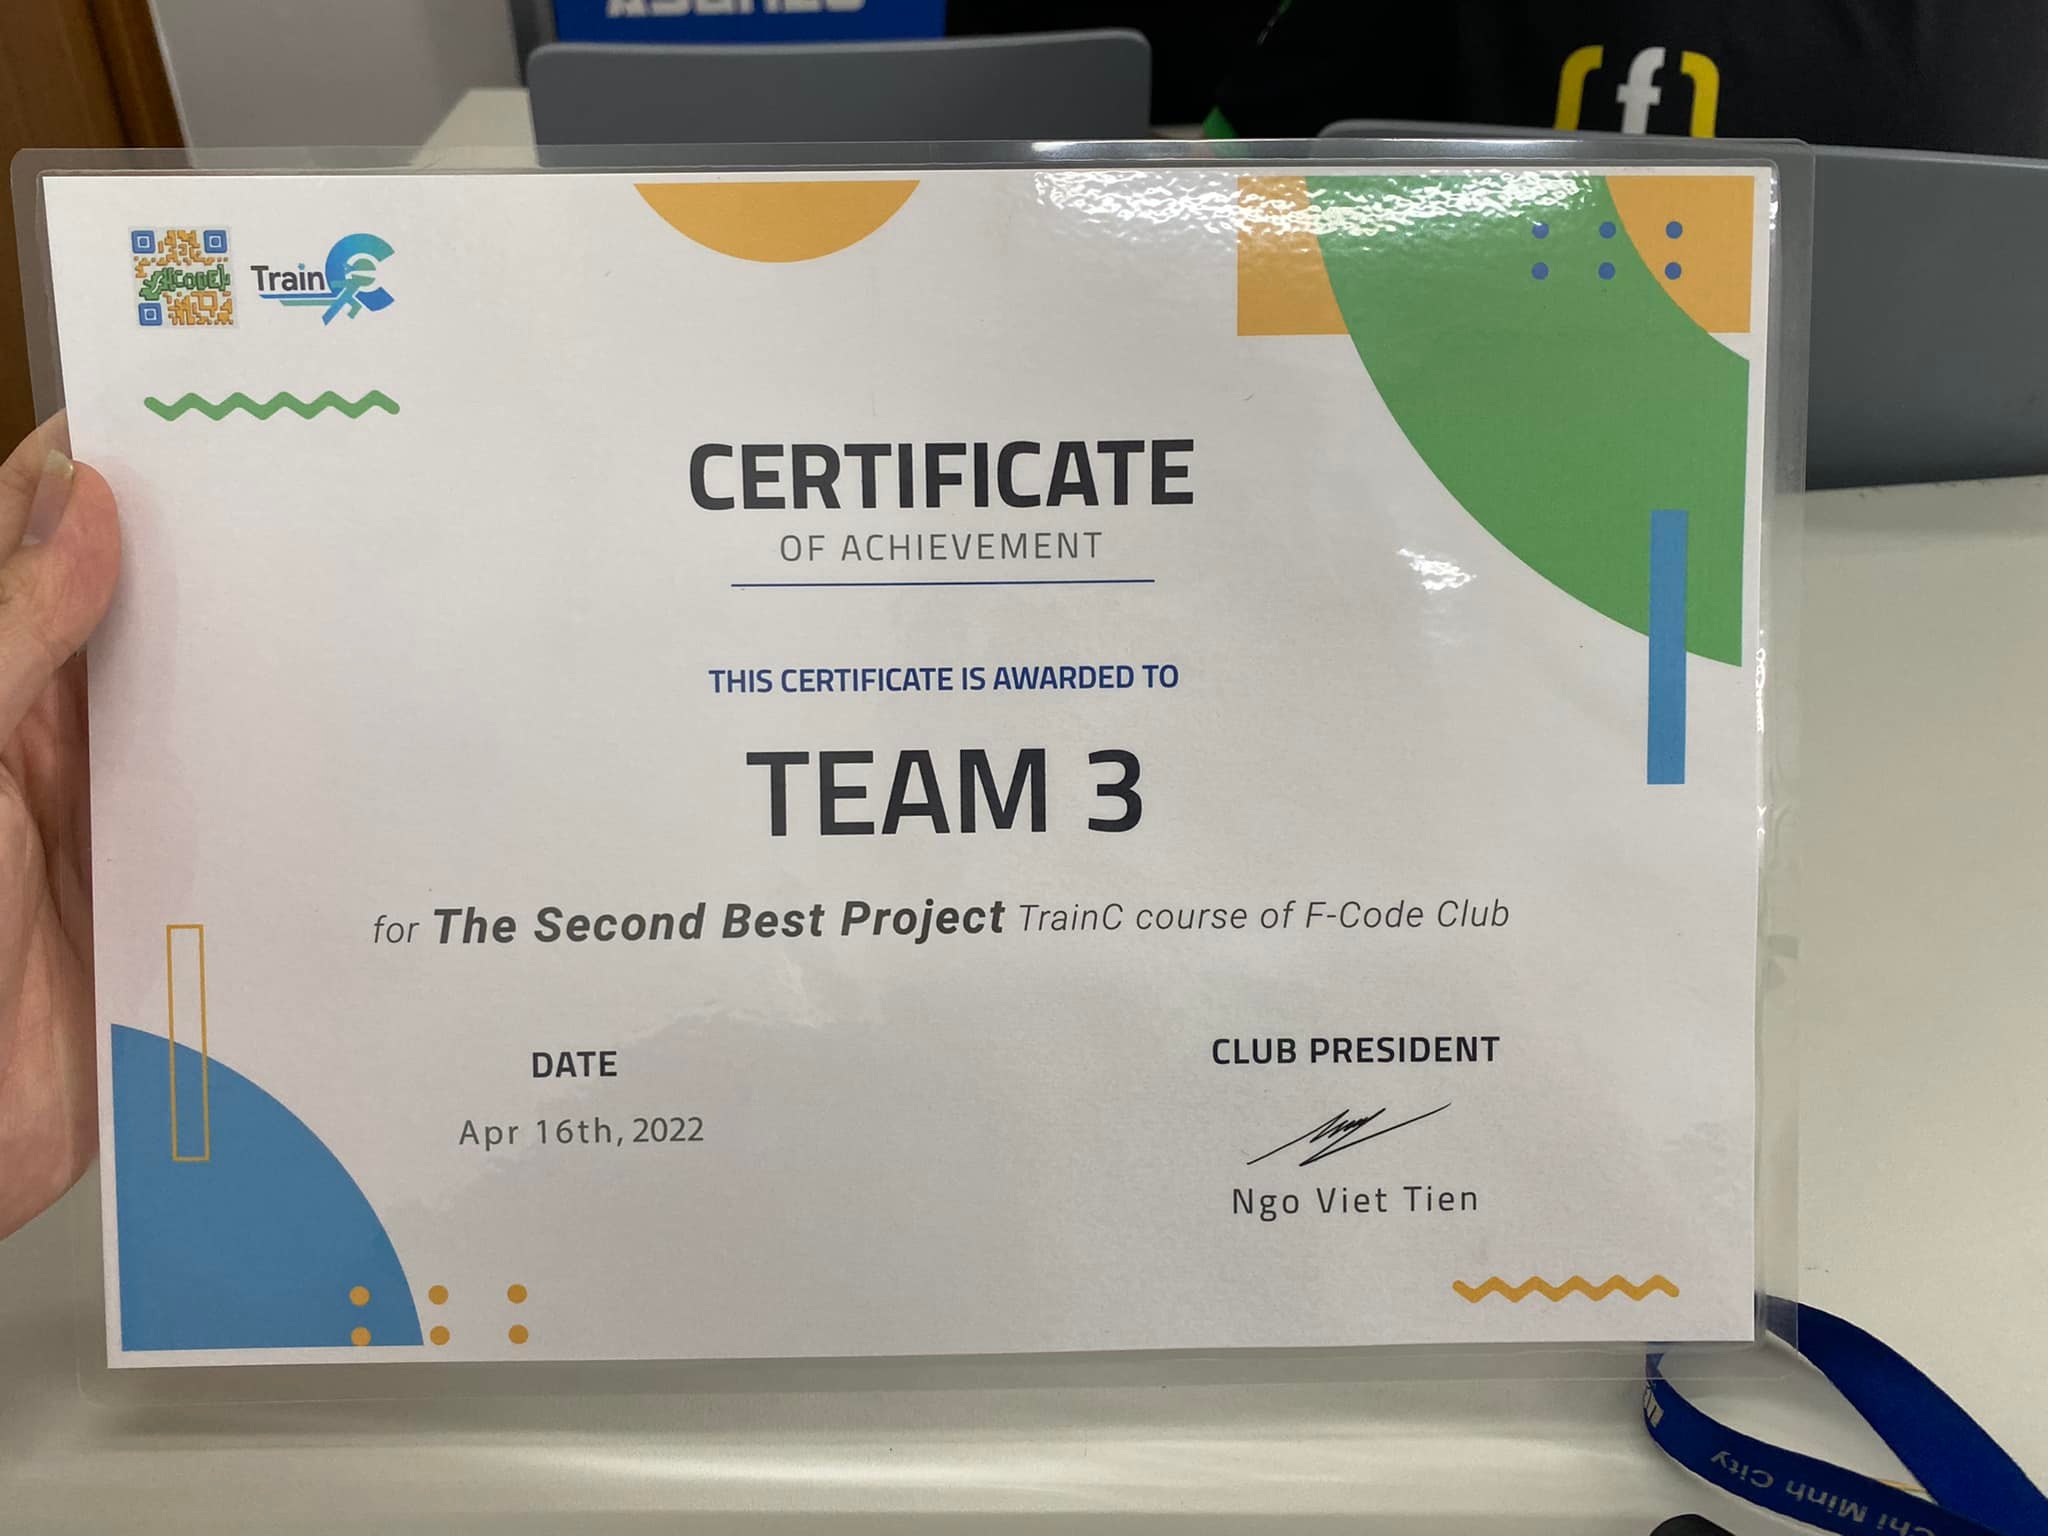 {f}
Train
CERTIFICATE
OF ACHIEVEMENT
THIS CERTIFICATE IS AWARDED TO
TEAM 3
for The Second Best Project TrainC course of F-Code Club
DATE
CLUB PRESIDENT
Apr 16th, 2022
Ngo Viet Tien
Chi Minh City